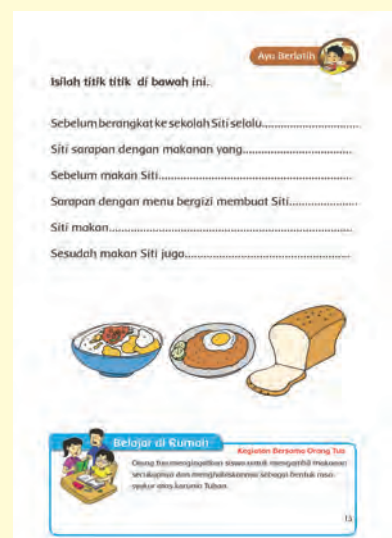 Ayo Berlatih
Isilah titik titik di bawah ini.
Sebelum berangkat ke sekolah Siti selalu..............................
Siti sarapan dengan makanan yang..................................
Sebelum makan Siti............................................................
Sarapan dengan menu bergizi membuat Siti.....................
Siti makan............................................................................
Sesudah makan Siti juga....................................................
Belajar di Rumah
Kegiatan Bersama Orang Tua
Orang tua mengingatkan siswa untuk mengambil makanan
secukupnya dan menghabiskannya sebagai bentuk rasa
syukur atas karunia Tuhan.
13